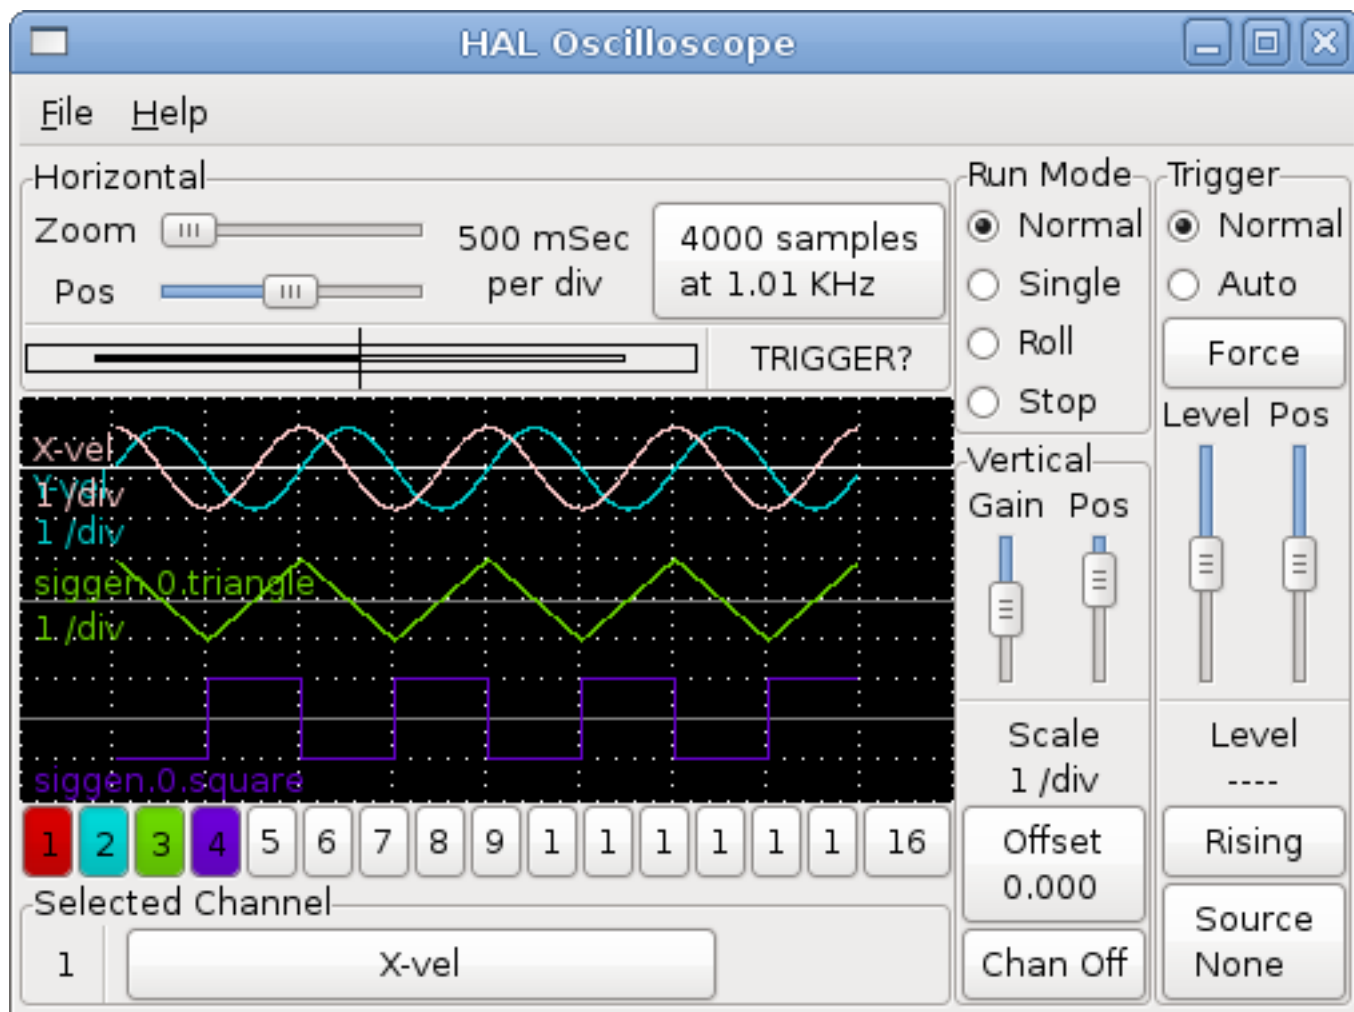 HAL Oscilloscope
File Help
Horizontal
Zoom
Pos
500 mSec
per div
4000 samples
at 1.01 KHz
TRIGGER?
Run Mode
Normal
Single
Roll
Stop
Trigger
Normal
Auto
Force
Level Pos
X-vel
1 /div
Y-vel
1 /div
siggen.0.triangle
1 /div
siggen.0.square
Vertical
Gain Pos
Scale
1 /div
Offset
0.000
Chan Off
Level
----
Rising
Source
None
1 2 3 4 5 6 7 8 9 1 1 1 1 1 1 16
Selected Channel
1 X-vel